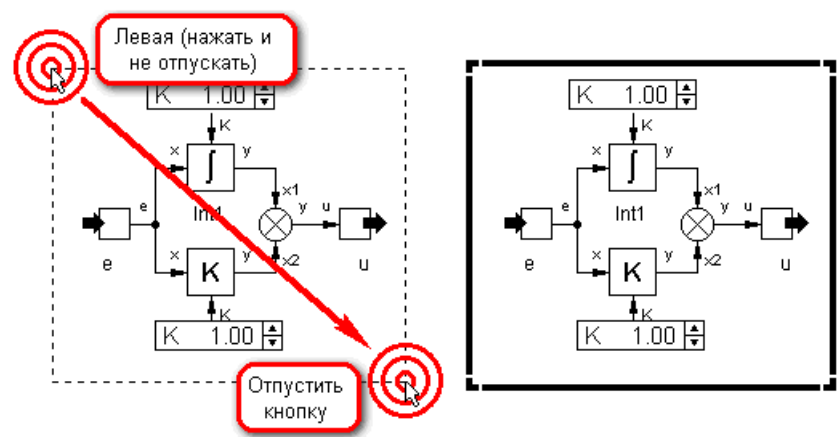 Левая (нажать и
не отпускать)
K 1.00
K
x y
∫
x1
e Int1 y u
e u
x y x2
K
K
K 1.00
Отпустить
кнопку
K 1.00
K
x y
∫
x1
e Int1 y u
e u
x y x2
K
K
K 1.00